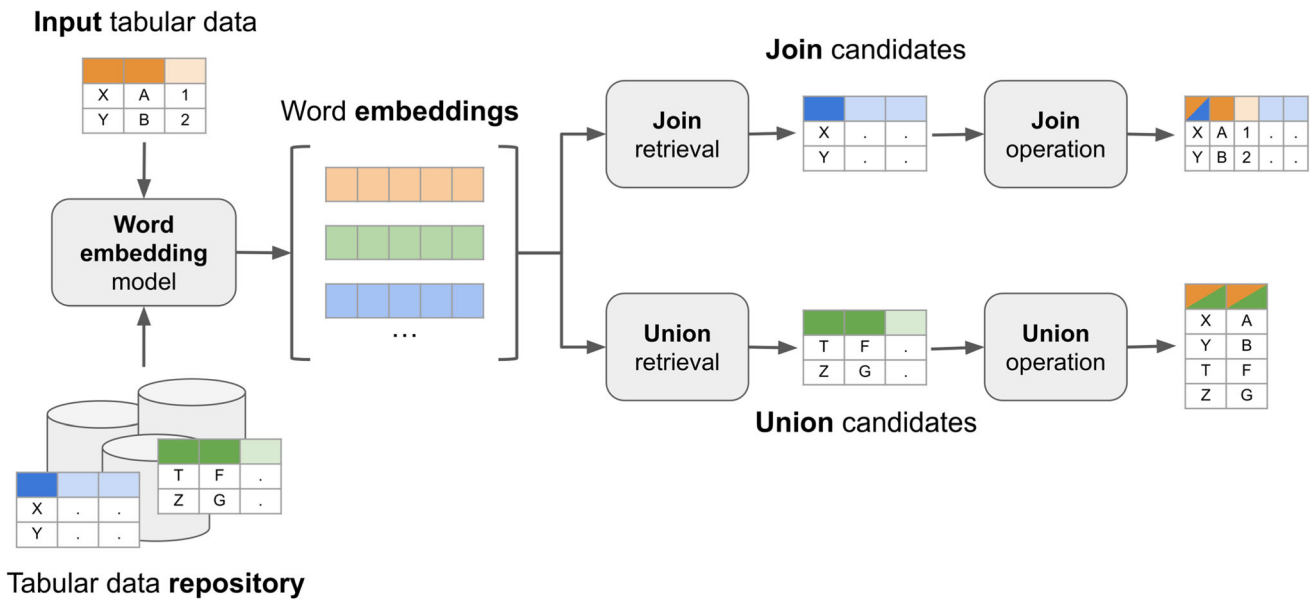 Input tabular data
X A 1
Y B 2
Word
embedding
model
X . .
Y . .
T F .
Z G .
Tabular data repository
Word embeddings
...
Join
retrieval
Join candidates
X . .
Y . .
Join
operation
X A 1 . .
Y B 2 . .
Union
retrieval
T F .
Z G .
Union candidates
Union
operation
X A
Y B
T F
Z G